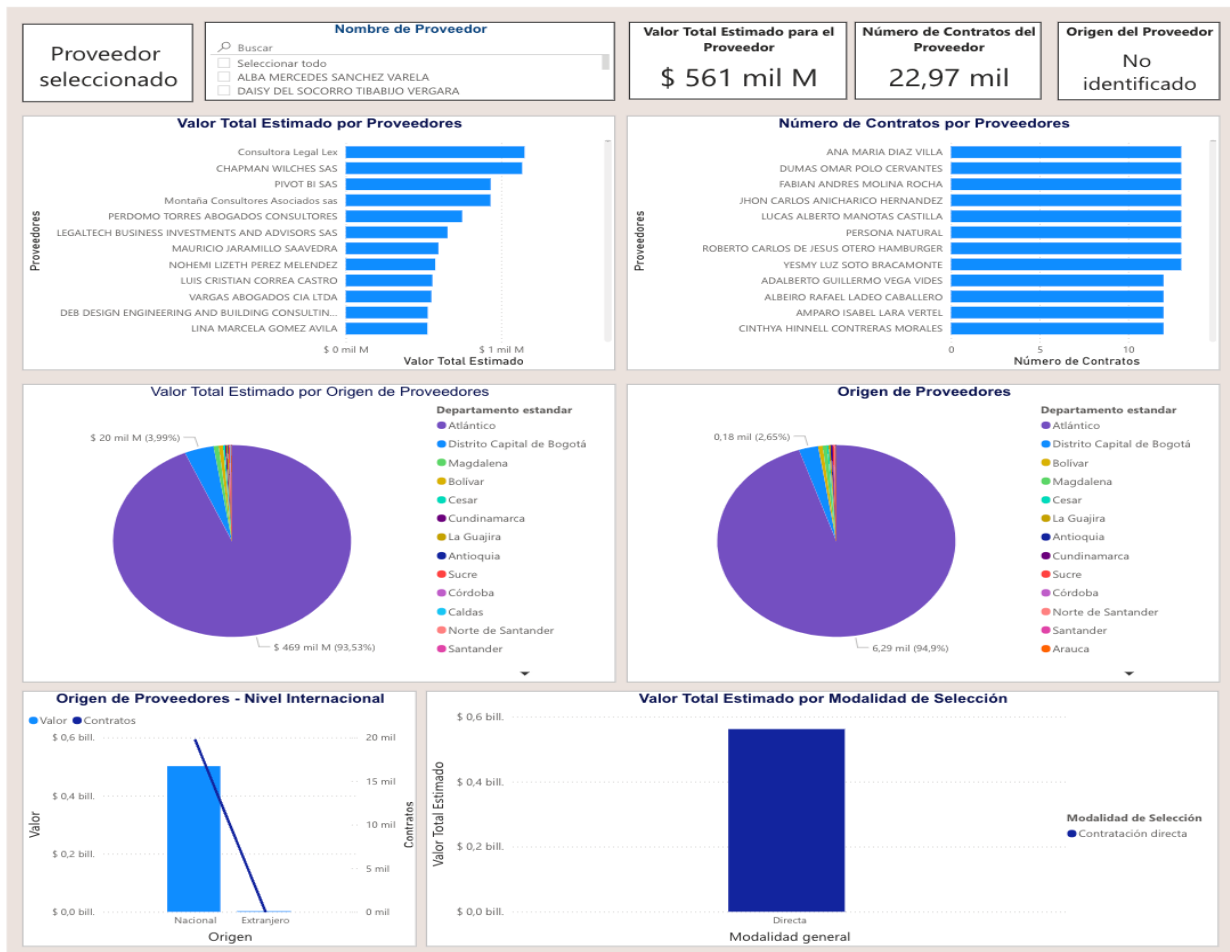 Proveedor
seleccionado
Nombre de Proveedor
Buscar
Seleccionar todo
ALBA MERCEDES SANCHEZ VARELA
DAISY DEL SOCORRO TIBABIJO VERGARA
Valor Total Estimado para el
Proveedor
$ 561 mil M
Número de Contratos del
Proveedor
22,97 mil
Origen del Proveedor
No
identificado
Valor Total Estimado por Proveedores
Proveedores
Consultora Legal Lex
CHAPMAN WILCHES SAS
PIVOT BI SAS
Montaña Consultores Asociados sas
PERDOMO TORRES ABOGADOS CONSULTORES
LEGALTECH BUSINESS INVESTMENTS AND ADVISORS SAS
MAURICIO JARAMILLO SAAVEDRA
NOHEMI LIZETH PEREZ MELENDEZ
LUIS CRISTIAN CORREA CASTRO
VARGAS ABOGADOS CIA LTDA
DEB DESIGN ENGINEERING AND BUILDING CONSULTIN...
LINA MARCELA GOMEZ AVILA
$ 0 mil M $ 1 mil M
Valor Total Estimado
Número de Contratos por Proveedores
Proveedores
ANA MARIA DIAZ VILLA
DUMAS OMAR POLO CERVANTES
FABIAN ANDRES MOLINA ROCHA
JHON CARLOS ANICHARICO HERNANDEZ
LUCAS ALBERTO MANOTAS CASTILLA
PERSONA NATURAL
ROBERTO CARLOS DE JESUS OTERO HAMBURGER
YESMY LUZ SOTO BRACAMONTE
ADALBERTO GUILLERMO VEGA VIDES
ALBEIRO RAFAEL LADEO CABALLERO
AMPARO ISABEL LARA VERTEL
CINTHYA HINNELL CONTRERAS MORALES
0 5 10
Número de Contratos
Valor Total Estimado por Origen de Proveedores
$ 20 mil M (3,99%)
$ 469 mil M (93,53%)
Departamento estandar
Atlántico
Distrito Capital de Bogotá
Magdalena
Bolívar
Cesar
Cundinamarca
La Guajira
Antioquia
Sucre
Córdoba
Caldas
Norte de Santander
Santander
Origen de Proveedores
0,18 mil (2,65%)
6,29 mil (94,9%)
Departamento estandar
Atlántico
Distrito Capital de Bogotá
Bolívar
Magdalena
Cesar
La Guajira
Antioquia
Cundinamarca
Sucre
Córdoba
Norte de Santander
Santander
Arauca
Origen de Proveedores - Nivel Internacional
Valor Contratos
Valor
$ 0,6 bill.
$ 0,4 bill.
$ 0,2 bill.
$ 0,0 bill.
20 mil
15 mil
10 mil
5 mil
0 mil
Contratos
Nacional Extranjero
Origen
Valor Total Estimado por Modalidad de Selección
Valor Total Estimado
$ 0,6 bill.
$ 0,4 bill.
$ 0,2 bill.
$ 0,0 bill.
Directa
Modalidad general
Modalidad de Selección
Contratación directa